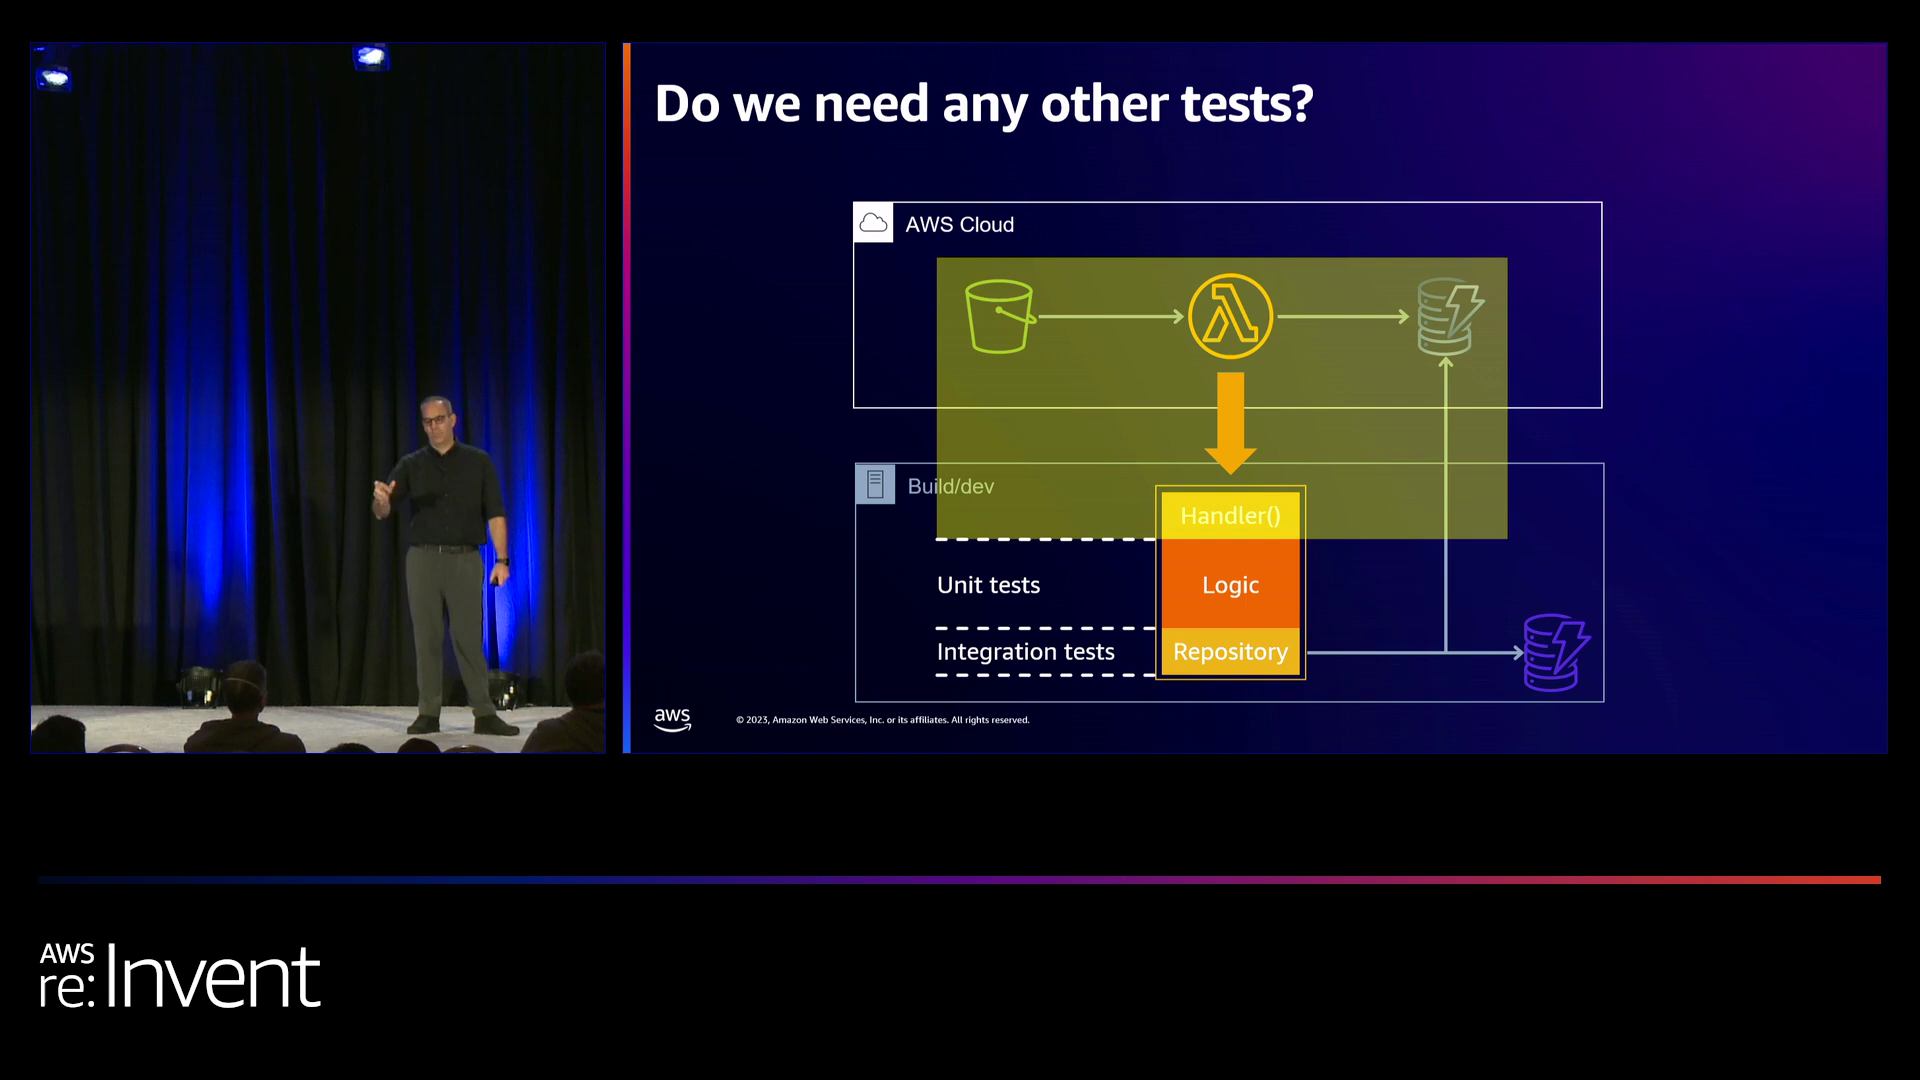 Do we need any other tests?
AWS Cloud
Build/dev
Handler()
Unit tests
Logic
Integration tests
Repository
aws
© 2023, Amazon Web Services, Inc. or its affiliates. All rights reserved.
AWS
re:Invent